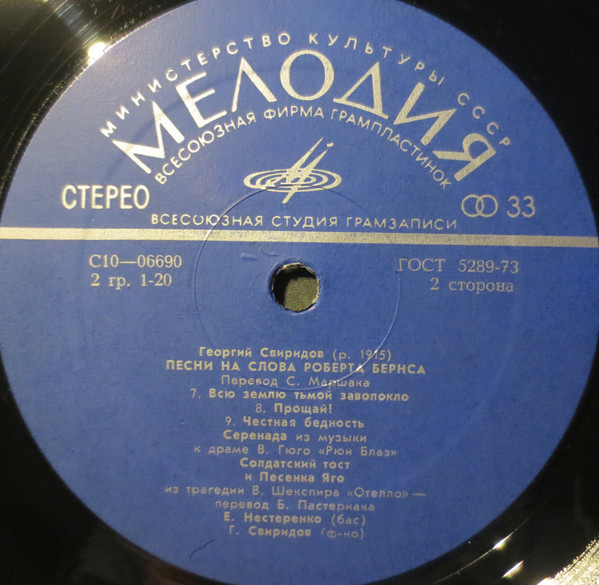 МИНИСТЕРСТВО КУЛЬТУРЫ СССР
МЕЛОДИЯ
ВСЕСОЮЗНАЯ ФИРМА ГРАМПЛАСТИНОК
СТЕРЕО
33
ВСЕСОЮЗНАЯ СТУДИЯ ГРАМЗАПИСИ
С10—06690
ГОСТ 5289-73
2 гр. 1-20
2 сторона
Георгий Свиридов (р. 1915)
ПЕСНИ НА СЛОВА РОБЕРТА БЕРНСА
Перевод С. Маршака
7. Всю землю тьмой заволокло
8. Прощай!
9. Честная бедность
Серенада из музыки
к драме В. Гюго «Рюи Блаз»
Солдатский тост
и Песенка Яго
из трагедии В. Шекспира «Отелло» —
перевод Б. Пастернака
Е. Нестеренко (бас)
Г. Свиридов (ф-но)